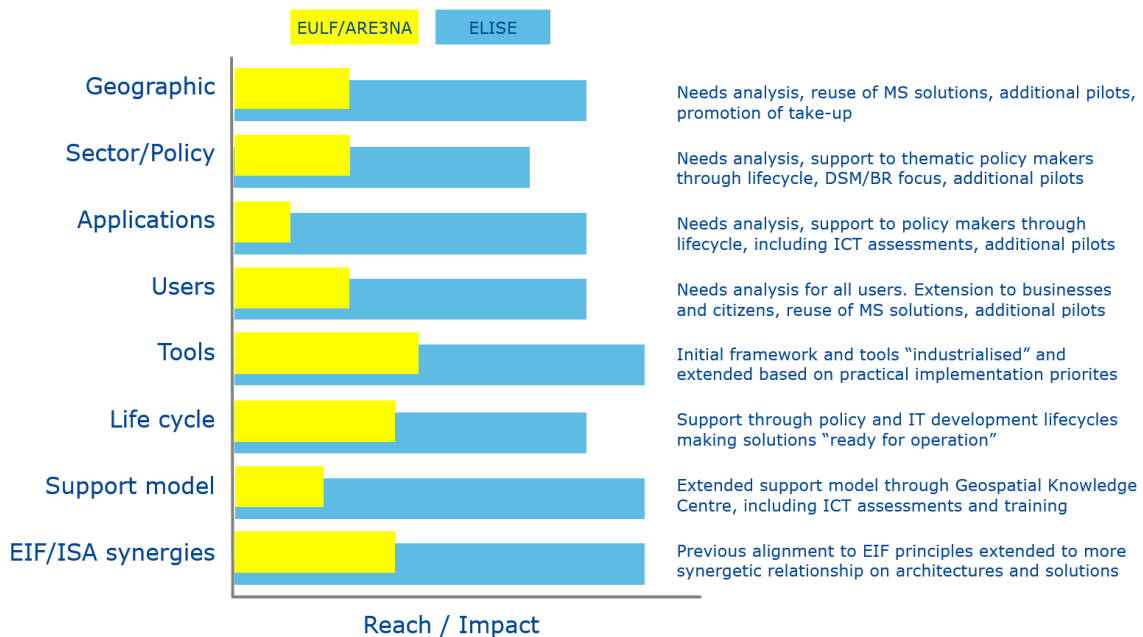 EULF/ARE3NA
ELISE
Geographic
Needs analysis, reuse of MS solutions, additional pilots,
promotion of take-up
Sector/Policy
Needs analysis, support to thematic policy makers
through lifecycle, DSM/BR focus, additional pilots
Applications
Needs analysis, support to policy makers through
lifecycle, including ICT assessments, additional pilots
Users
Needs analysis for all users. Extension to businesses
and citizens, reuse of MS solutions, additional pilots
Tools
Initial framework and tools “industrialised” and
extended based on practical implementation priorites
Life cycle
Support through policy and IT development lifecycles
making solutions “ready for operation”
Support model
Extended support model through Geospatial Knowledge
Centre, including ICT assessments and training
EIF/ISA synergies
Previous alignment to EIF principles extended to more
synergetic relationship on architectures and solutions
Reach / Impact